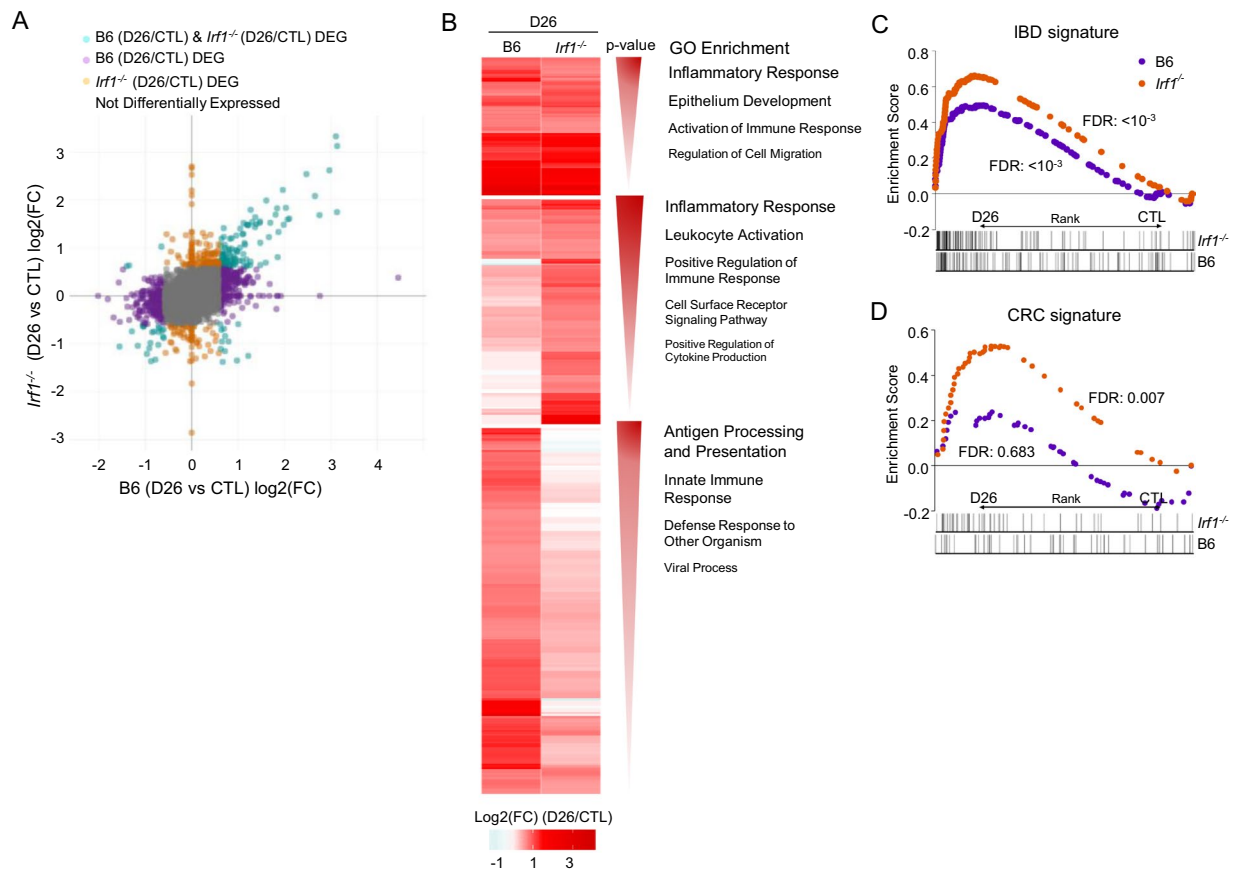 A
B6 (D26/CTL) & Irf1-/- (D26/CTL) DEG
B6 (D26/CTL) DEG
Irf1-/- (D26/CTL) DEG
Not Differentially Expressed
3
2
1
0
-1
-2
-3
Irf1-/- (D26 vs CTL) log2(FC)
-2
-1
0
1
2
3
4
B6 (D26 vs CTL) log2(FC)
B
D26
B6
Irf1-/-
p-value
GO Enrichment
Inflammatory Response
Epithelium Development
Activation of Immune Response
Regulation of Cell Migration
Inflammatory Response
Leukocyte Activation
Positive Regulation of
Immune Response
Cell Surface Receptor
Signaling Pathway
Positive Regulation of
Cytokine Production
Antigen Processing
and Presentation
Innate Immune
Response
Defense Response to
Other Organism
Viral Process
Log2(FC) (D26/CTL)
-1
1
3
C
IBD signature
0.8
0.6
0.4
0.2
0.0
-0.2
Enrichment Score
B6
Irf1-/-
FDR: <10-3
FDR: <10-3
D26
Rank
CTL
Irf1-/-
B6
D
CRC signature
0.6
0.4
0.2
0.0
-0.2
Enrichment Score
FDR: 0.007
FDR: 0.683
D26
Rank
CTL
Irf1-/-
B6